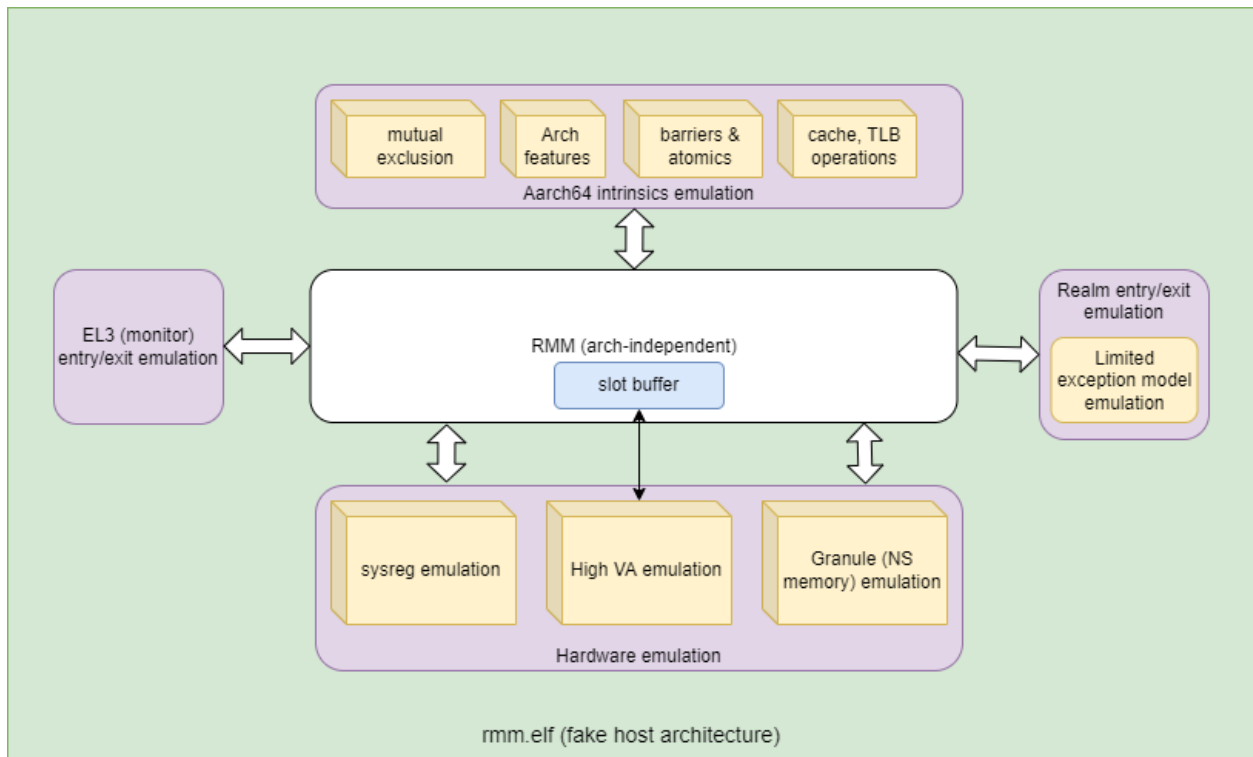 mutual
exclusion
Arch
features
barriers &
atomics
cache, TLB
operations
Aarch64 intrinsics emulation
EL3 (monitor)
entry/exit emulation
RMM (arch-independent)
slot buffer
Realm entry/exit
emulation
Limited
exception model
emulation
sysreg emulation
High VA emulation
Granule (NS
memory) emulation
Hardware emulation
rmm.elf (fake host architecture)